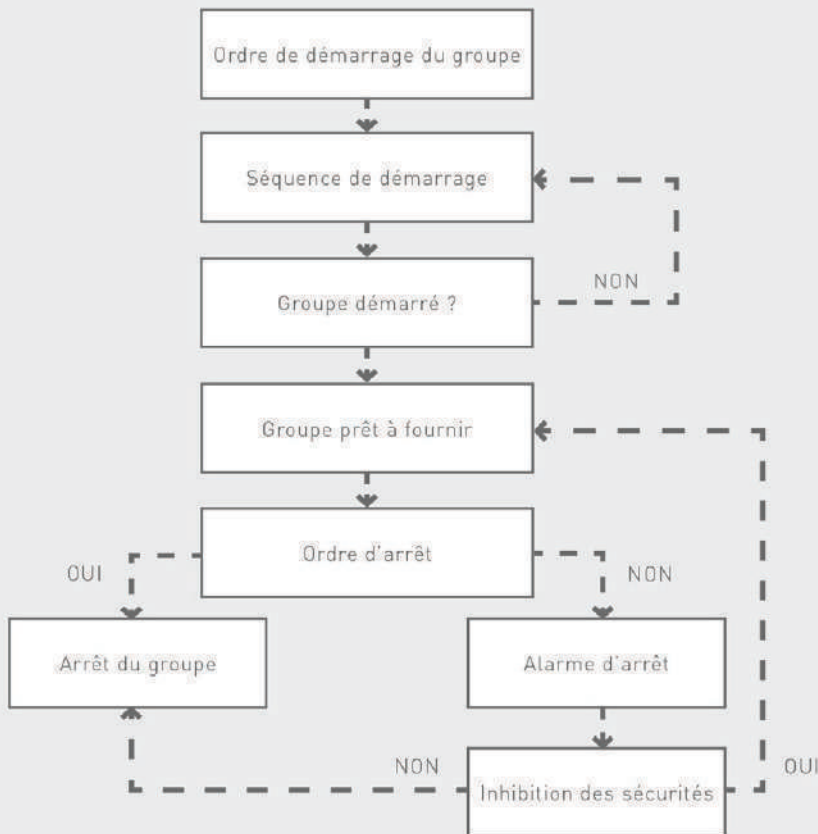 Ordre de démarrage du groupe
Séquence de démarrage
NON
Groupe démarré ?
Groupe prêt à fournir
Ordre d'arrêt
OUI
NON
Arrêt du groupe
Alarme d'arrêt
NON
Inhibition des sécurités
OUI